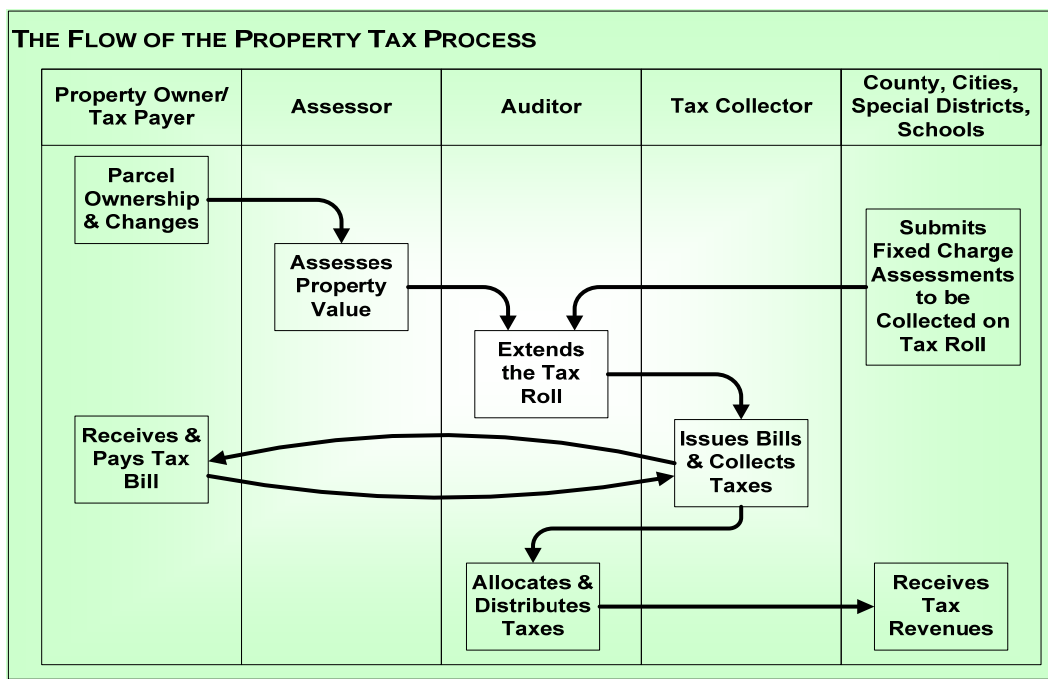 THE FLOW OF THE PROPERTY TAX PROCESS
Property Owner/
Tax Payer
Assessor
Auditor
Tax Collector
County, Cities,
Special Districts,
Schools
Parcel
Ownership
& Changes
Assesses
Property
Value
Submits
Fixed Charge
Assessments
to be
Collected on
Tax Roll
Extends
the Tax
Roll
Receives &
Pays Tax
Bill
Issues Bills
& Collects
Taxes
Allocates &
Distributes
Taxes
Receives
Tax
Revenues